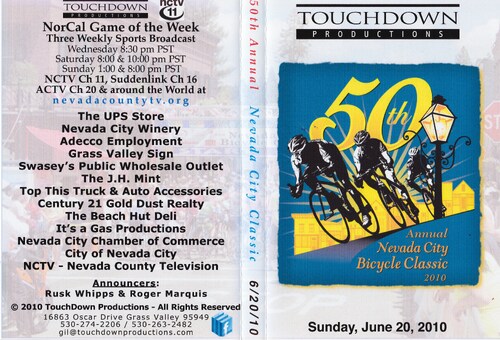 TOUCHDOWN
PRODUCTIONS
nctv
11
NorCal Game of the Week
Three Weekly Sports Broadcast
Wednesday 8:30 pm PST
Saturday 8:00 & 10:00 pm PST
Sunday 1:00 & 8:00 pm PST
NCTV Ch 11, Suddenlink Ch 16
ACTV Ch 20 & around the World at
nevadacountytv.org
The UPS Store
Nevada City Winery
Adecco Employment
Grass Valley Sign
Swasey's Public Wholesale Outlet
The J.H. Mint
Top This Truck & Auto Accessories
Century 21 Gold Dust Realty
The Beach Hut Deli
It's a Gas Productions
Nevada City Chamber of Commerce
City of Nevada City
NCTV - Nevada County Television
Announcers:
Rusk Whipps & Roger Marquis
© 2010 TouchDown Productions - All Rights Reserved
16863 Oscar Drive Grass Valley 95949
530-274-2206 / 530-263-2482
gil@touchdownproductions.com
50th Annual Nevada City Classic 6/20/10
TOUCHDOWN
PRODUCTIONS
50th
Annual
Nevada City
Bicycle Classic
2010
Sunday, June 20, 2010